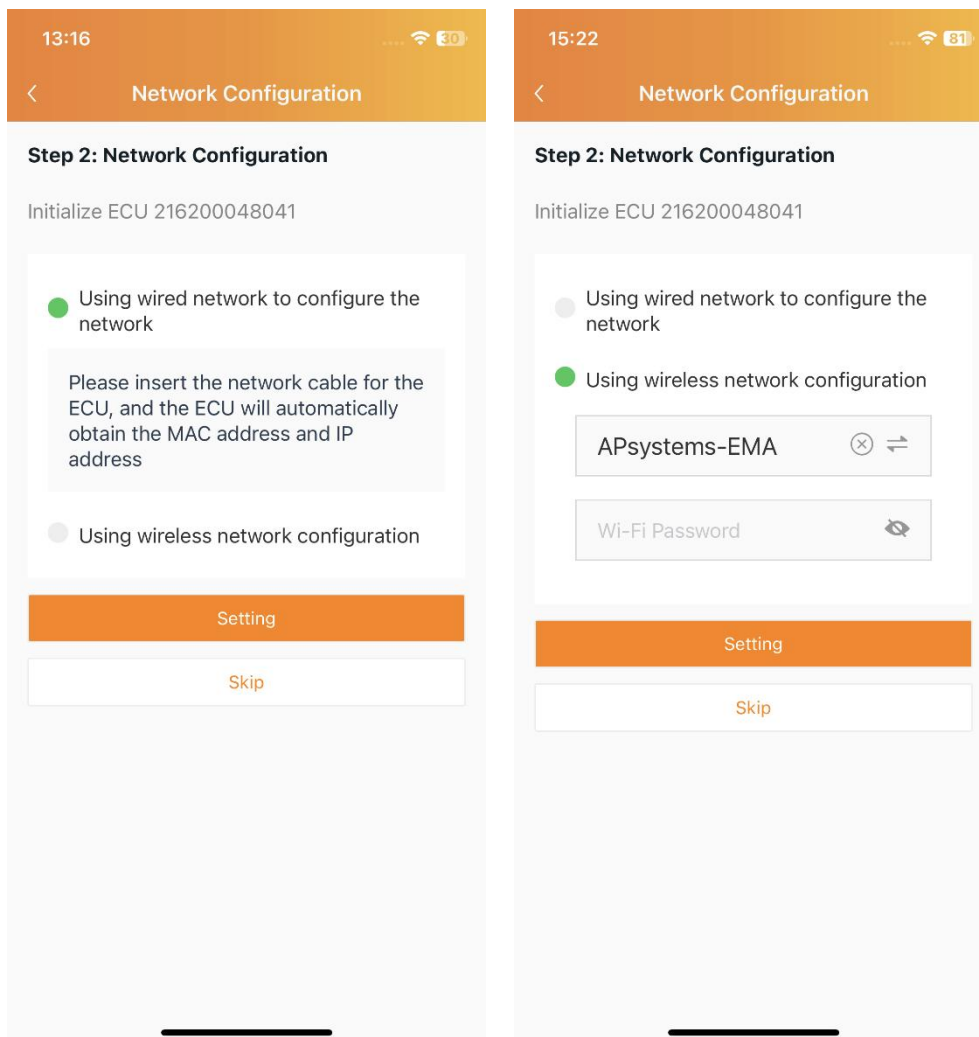 13:16
30
Network Configuration
Step 2: Network Configuration
Initialize ECU 216200048041
Using wired network to configure the
network
Please insert the network cable for the
ECU, and the ECU will automatically
obtain the MAC address and IP
address
Using wireless network configuration
Setting
Skip
15:22
81
Network Configuration
Step 2: Network Configuration
Initialize ECU 216200048041
Using wired network to configure the
network
Using wireless network configuration
APsystems-EMA
Wi-Fi Password
Setting
Skip